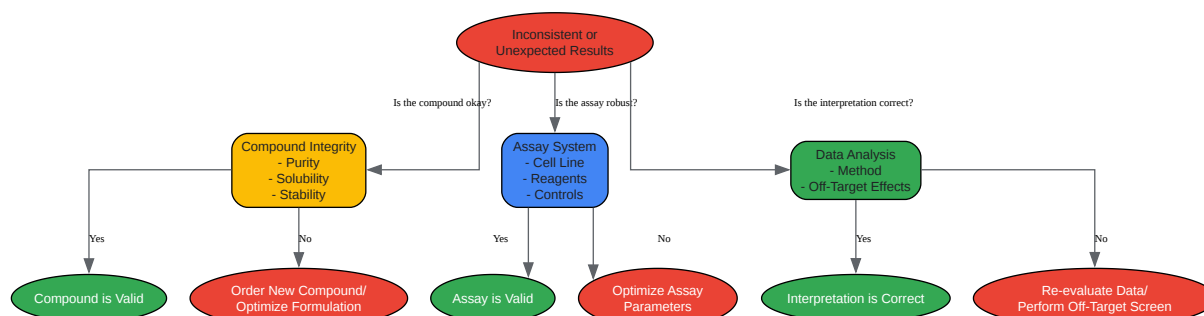 Inconsistent or
Unexpected Results
Is the compound okay?
Is the assay robust?
Is the interpretation correct?
Compound Integrity
- Purity
- Solubility
- Stability
Assay System
- Cell Line
- Reagents
- Controls
Data Analysis
- Method
- Off-Target Effects
Yes
No
Yes
No
Yes
No
Compound is Valid
Order New Compound/
Optimize Formulation
Assay is Valid
Optimize Assay
Parameters
Interpretation is Correct
Re-evaluate Data/
Perform Off-Target Screen